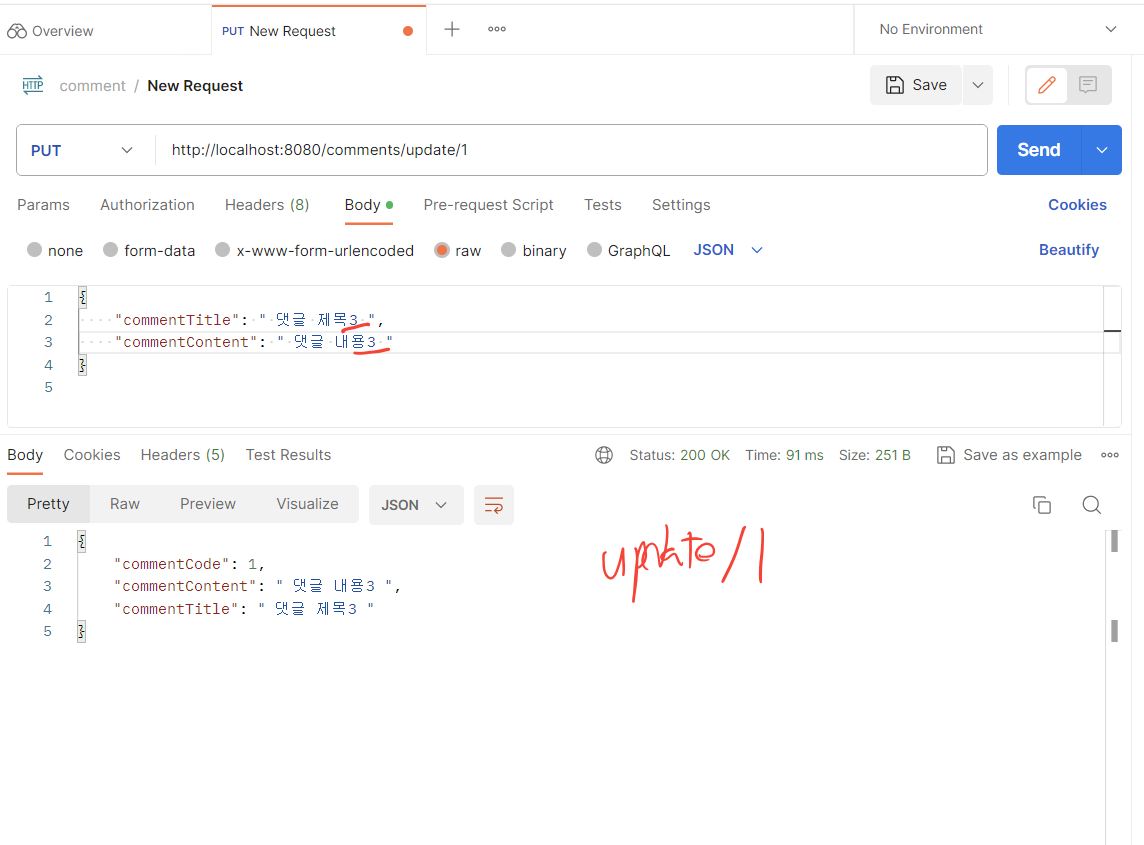 Overview
PUT New Request
No Environment
HTTP comment / New Request
Save
PUT http://localhost:8080/comments/update/1
Send
Params Authorization Headers (8) Body Pre-request Script Tests Settings Cookies
none form-data x-www-form-urlencoded raw binary GraphQL JSON Beautify
1 {
2 "commentTitle": " 댓글 제목3 ",
3 "commentContent": " 댓글 내용3 "
4 }
5
Body Cookies Headers (5) Test Results Status: 200 OK Time: 91 ms Size: 251 B Save as example
Pretty Raw Preview Visualize JSON
1 {
2 "commentCode": 1,
3 "commentContent": " 댓글 내용3 ",
4 "commentTitle": " 댓글 제목3 "
5 }
update/1